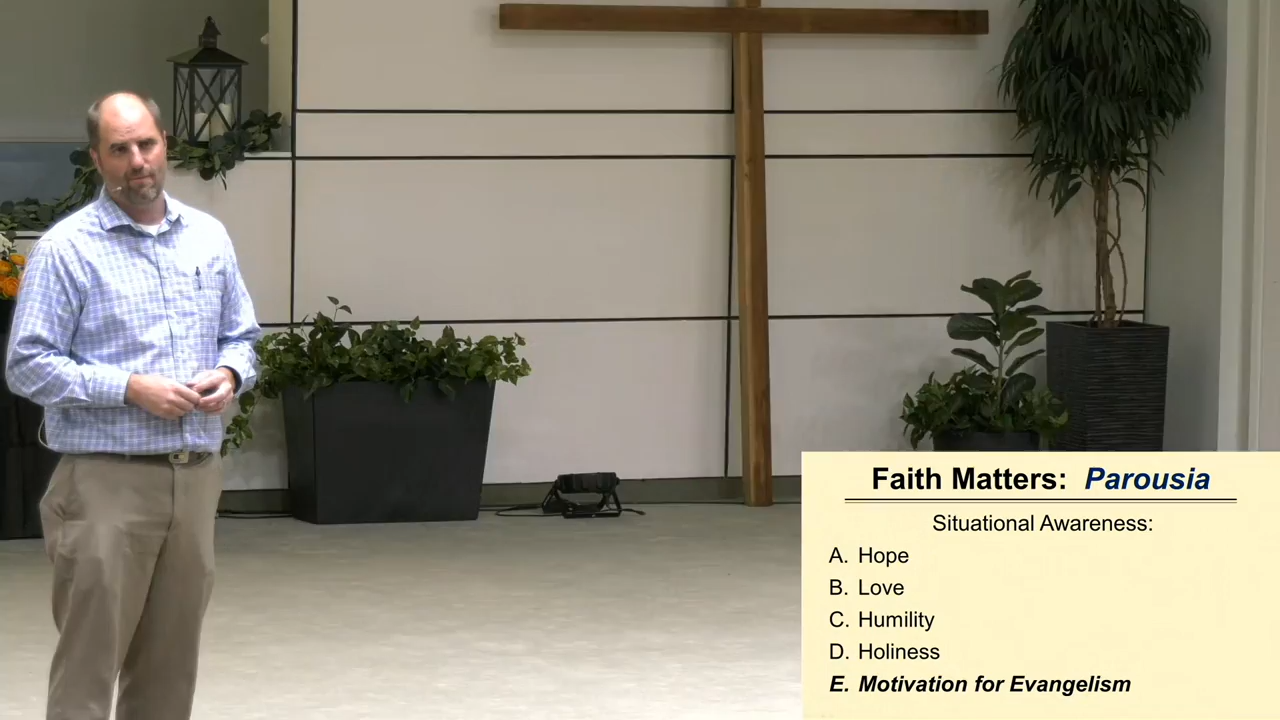 Faith Matters: Parousia
Situational Awareness:
A. Hope
B. Love
C. Humility
D. Holiness
E. Motivation for Evangelism